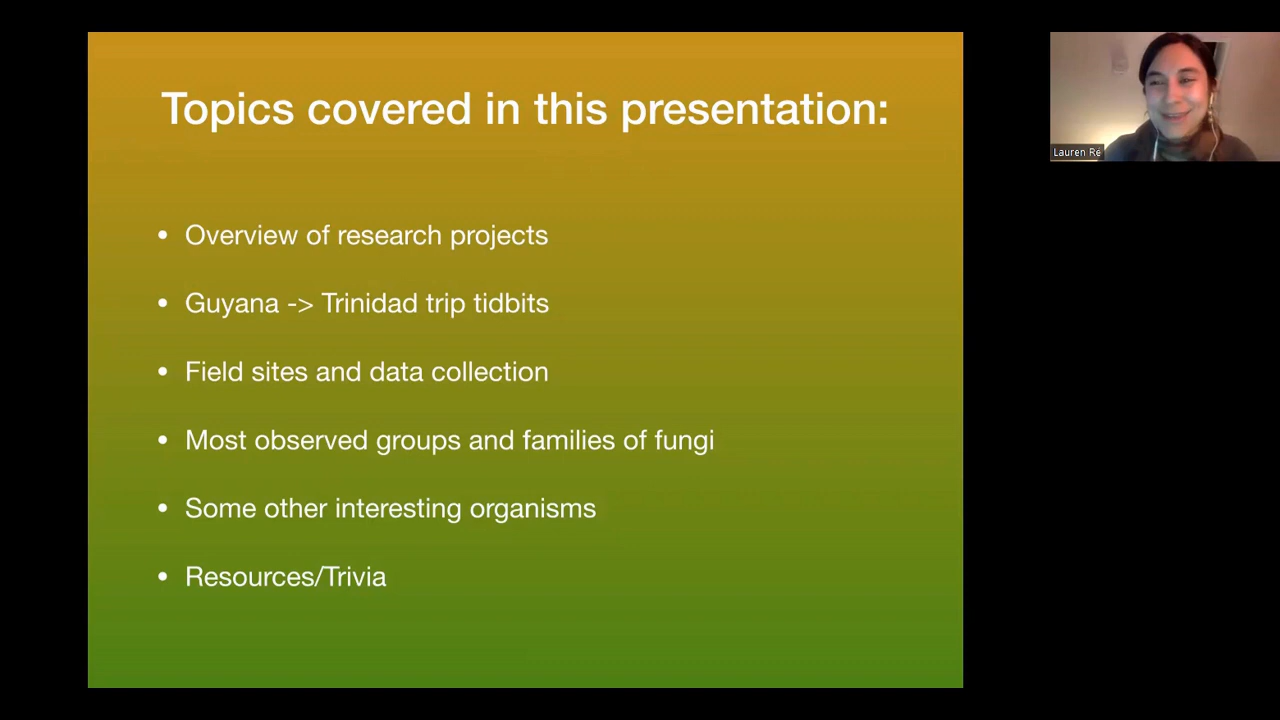 Topics covered in this presentation:
• Overview of research projects
• Guyana -> Trinidad trip tidbits
• Field sites and data collection
• Most observed groups and families of fungi
• Some other interesting organisms
• Resources/Trivia
Lauren Ré